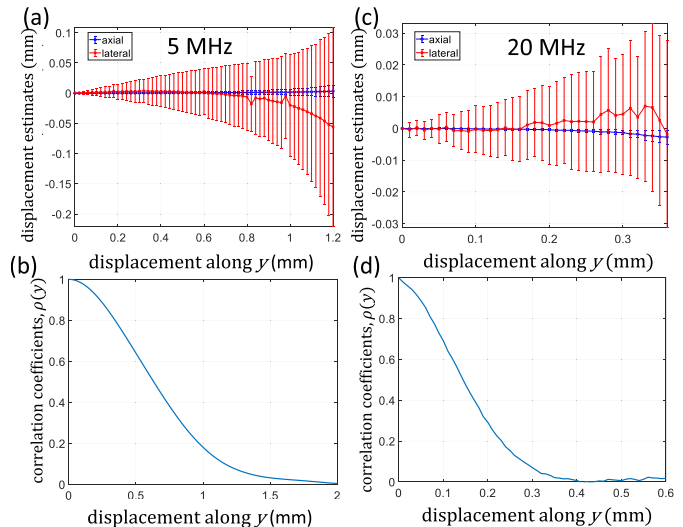 (a)
5 MHz
axial
lateral
displacement estimates (mm)
0.1
0.05
0
-0.05
-0.1
-0.15
-0.2
0
0.2
0.4
0.6
0.8
1
1.2
displacement along y (mm)
(c)
20 MHz
axial
lateral
displacement estimates (mm)
0.03
0.02
0.01
0
-0.01
-0.02
-0.03
0
0.1
0.2
0.3
displacement along y (mm)
(b)
correlation coefficients, ρ(y)
1
0.8
0.6
0.4
0.2
0
0
0.5
1
1.5
2
displacement along y (mm)
(d)
correlation coefficients, ρ(y)
1
0.8
0.6
0.4
0.2
0
0
0.1
0.2
0.3
0.4
0.5
0.6
displacement along y (mm)